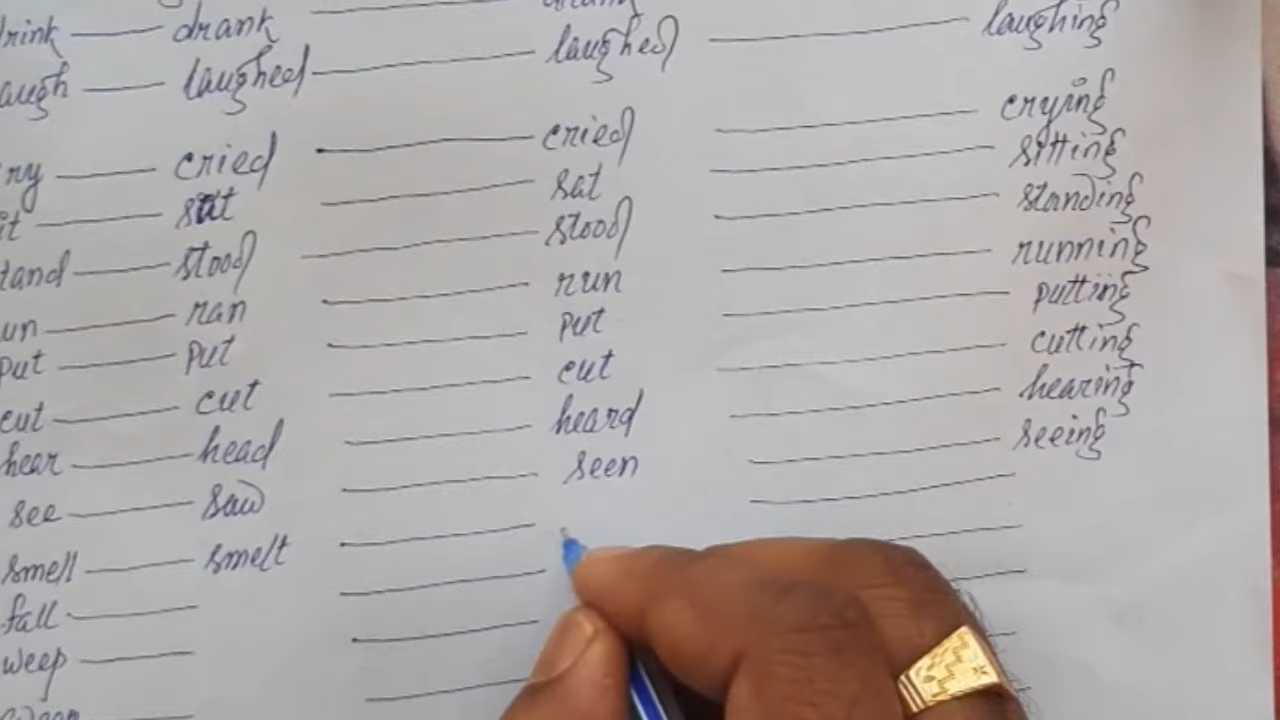 drink drank drank
laugh laughed laughed laughing
cry cried cried crying
sit sat sat sitting
stand stood stood standing
run ran run running
put put put putting
cut cut cut cutting
hear head heard hearing
see saw seen seeing
smell smelt
fall
weep